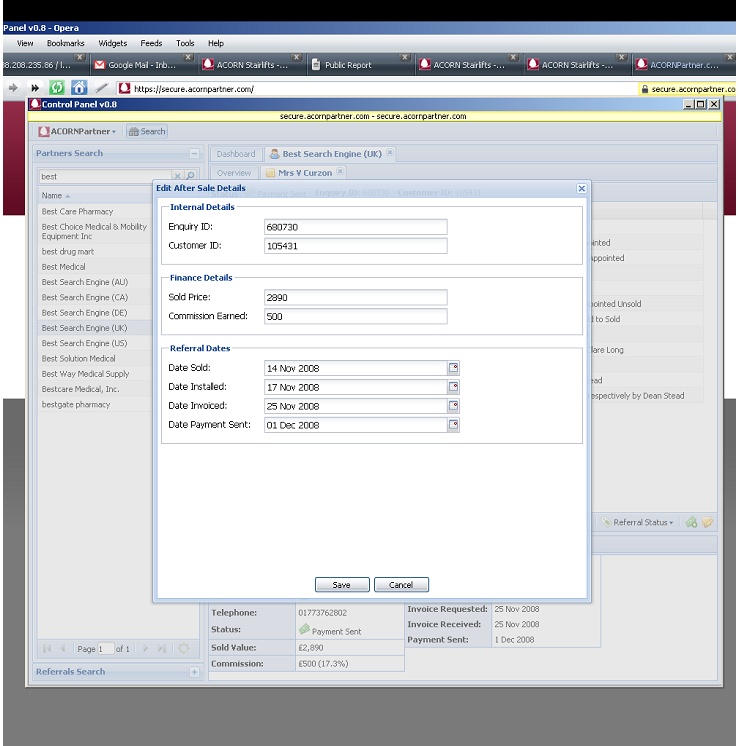 Panel v0.8 - Opera
View Bookmarks Widgets Feeds Tools Help
8.208.235.86 / l... Google Mail - Inb... ACORN Stairlifts -... Public Report ACORN Stairlifts -... ACORN Stairlifts -... ACORNPartner.c...
https://secure.acornpartner.com/ secure.acornpartner.co
Control Panel v0.8
secure.acornpartner.com - secure.acornpartner.com
ACORNPartner Search
Partners Search
Dashboard Best Search Engine (UK)
best
Overview Mrs V Curzon
Edit After Sale Details
Name
Internal Details
Best Care Pharmacy
Enquiry ID: 680730
Best Choice Medical & Mobility
Equipment Inc
Customer ID: 105431
inted
best drug mart
Appointed
Best Medical
Finance Details
Best Search Engine (AU)
Best Search Engine (CA)
Sold Price: 2890
Best Search Engine (DE)
ointed Unsold
Commission Earned: 500
d to Sold
Best Search Engine (UK)
Best Search Engine (US)
Referral Dates
lare Long
Best Solution Medical
Date Sold: 14 Nov 2008
Best Way Medical Supply
ead
Date Installed: 17 Nov 2008
Bestcare Medical, Inc.
espectively by Dean Stead
bestgate pharmacy
Date Invoiced: 25 Nov 2008
Date Payment Sent: 01 Dec 2008
Referral Status
Save Cancel
Telephone: 01773762802
Invoice Requested: 25 Nov 2008
Status: Payment Sent
Invoice Received: 25 Nov 2008
Payment Sent: 1 Dec 2008
Page 1 of 1
Sold Value: £2,890
Commission: £500 (17.3%)
Referrals Search